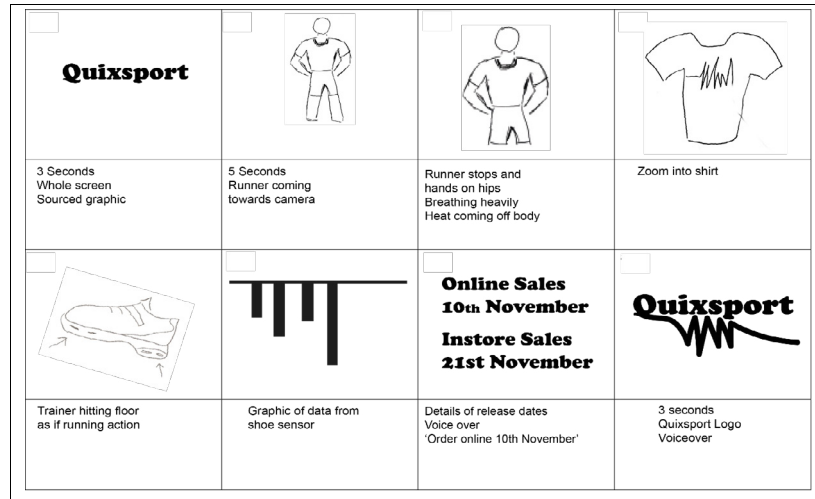 Quixsport
3 Seconds
Whole screen
Sourced graphic
5 Seconds
Runner coming
towards camera
Runner stops and
hands on hips
Breathing heavily
Heat coming off body
Zoom into shirt
Trainer hitting floor
as if running action
Graphic of data from
shoe sensor
Online Sales
10th November
Instore Sales
21st November
Details of release dates
Voice over
‘Order online 10th November’
Quixsport
3 seconds
Quixsport Logo
Voiceover